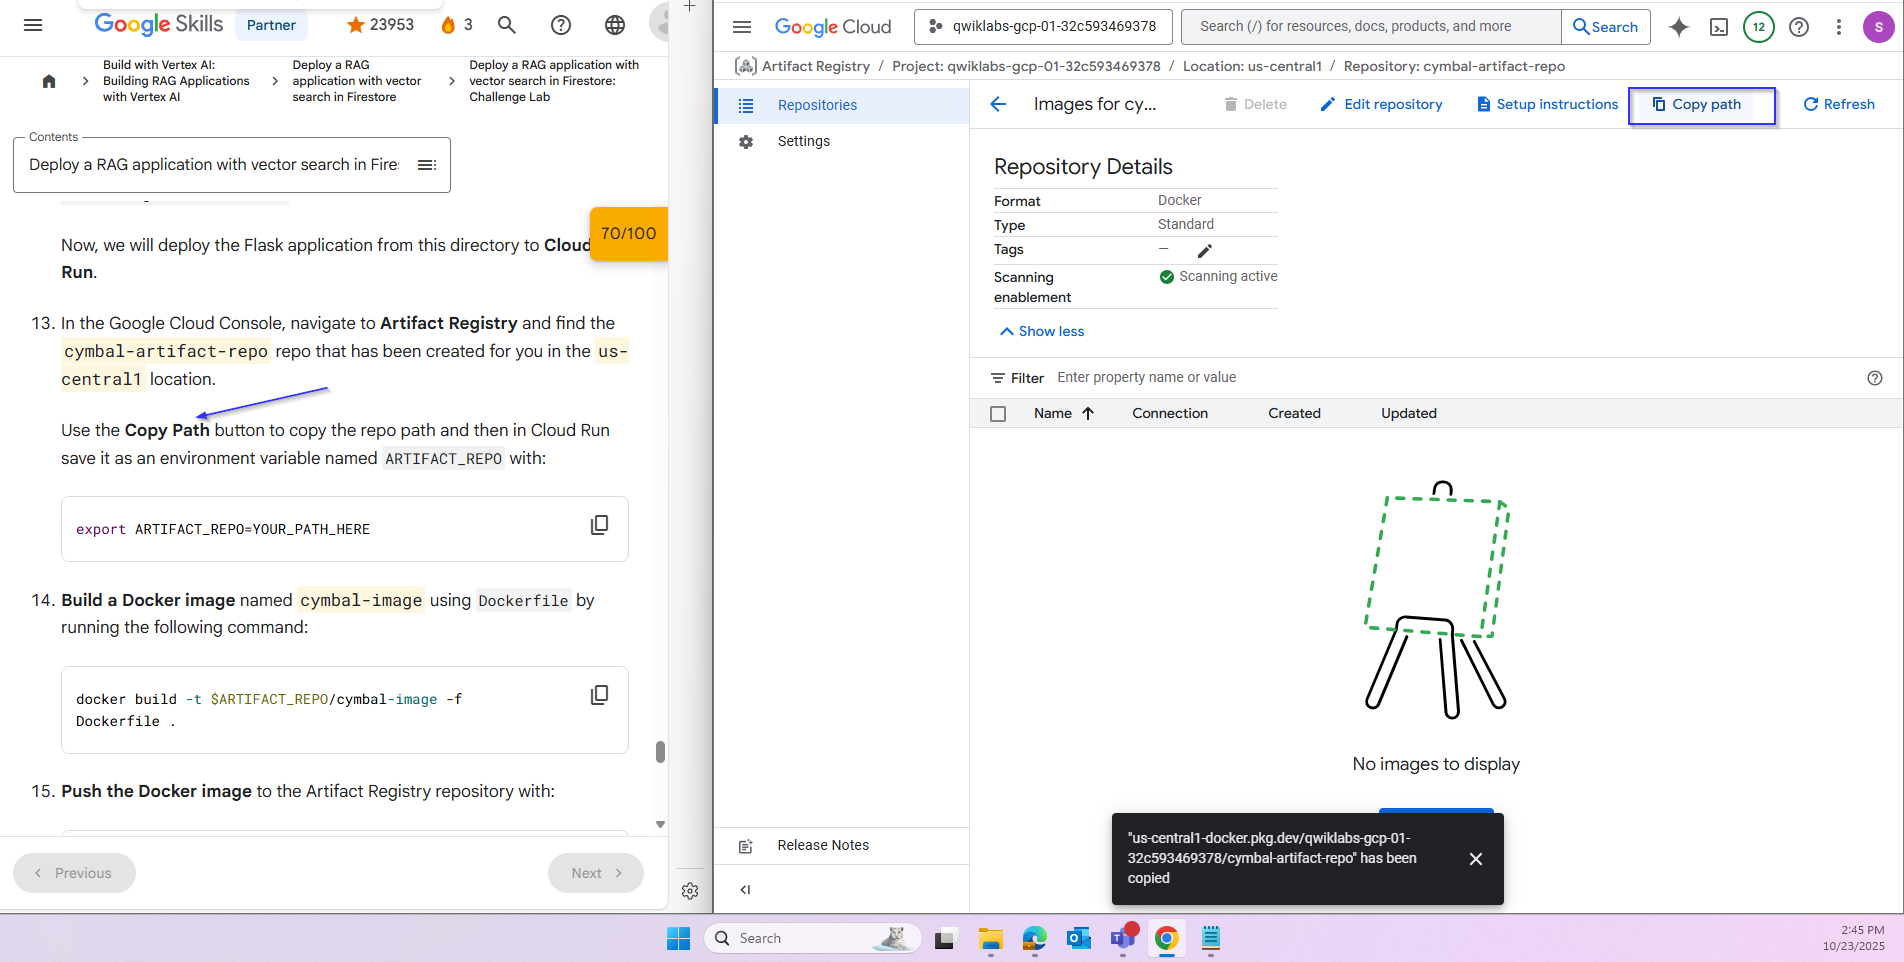 Google Skills
Partner
23953
3
Build with Vertex AI:
Building RAG Applications
with Vertex AI
Deploy a RAG
application with vector
search in Firestore
Deploy a RAG application with
vector search in Firestore:
Challenge Lab
Contents
Deploy a RAG application with vector search in Fire
70/100
Now, we will deploy the Flask application from this directory to Cloud
Run.
13. In the Google Cloud Console, navigate to Artifact Registry and find the
cymbal-artifact-repo repo that has been created for you in the us-
central1 location.
Use the Copy Path button to copy the repo path and then in Cloud Run
save it as an environment variable named ARTIFACT_REPO with:
export ARTIFACT_REPO=YOUR_PATH_HERE
14. Build a Docker image named cymbal-image using Dockerfile by
running the following command:
docker build -t $ARTIFACT_REPO/cymbal-image -f
Dockerfile .
15. Push the Docker image to the Artifact Registry repository with:
Previous
Next
Google Cloud
qwiklabs-gcp-01-32c593469378
Search (/) for resources, docs, products, and more
Search
12
S
Artifact Registry / Project: qwiklabs-gcp-01-32c593469378 / Location: us-central1 / Repository: cymbal-artifact-repo
Repositories
Settings
Release Notes
Images for cy...
Delete
Edit repository
Setup instructions
Copy path
Refresh
Repository Details
Format Docker
Type Standard
Tags —
Scanning
enablement
Scanning active
Show less
Filter Enter property name or value
Name Connection Created Updated
No images to display
"us-central1-docker.pkg.dev/qwiklabs-gcp-01-
32c593469378/cymbal-artifact-repo" has been
copied
Search
2:45 PM
10/23/2025